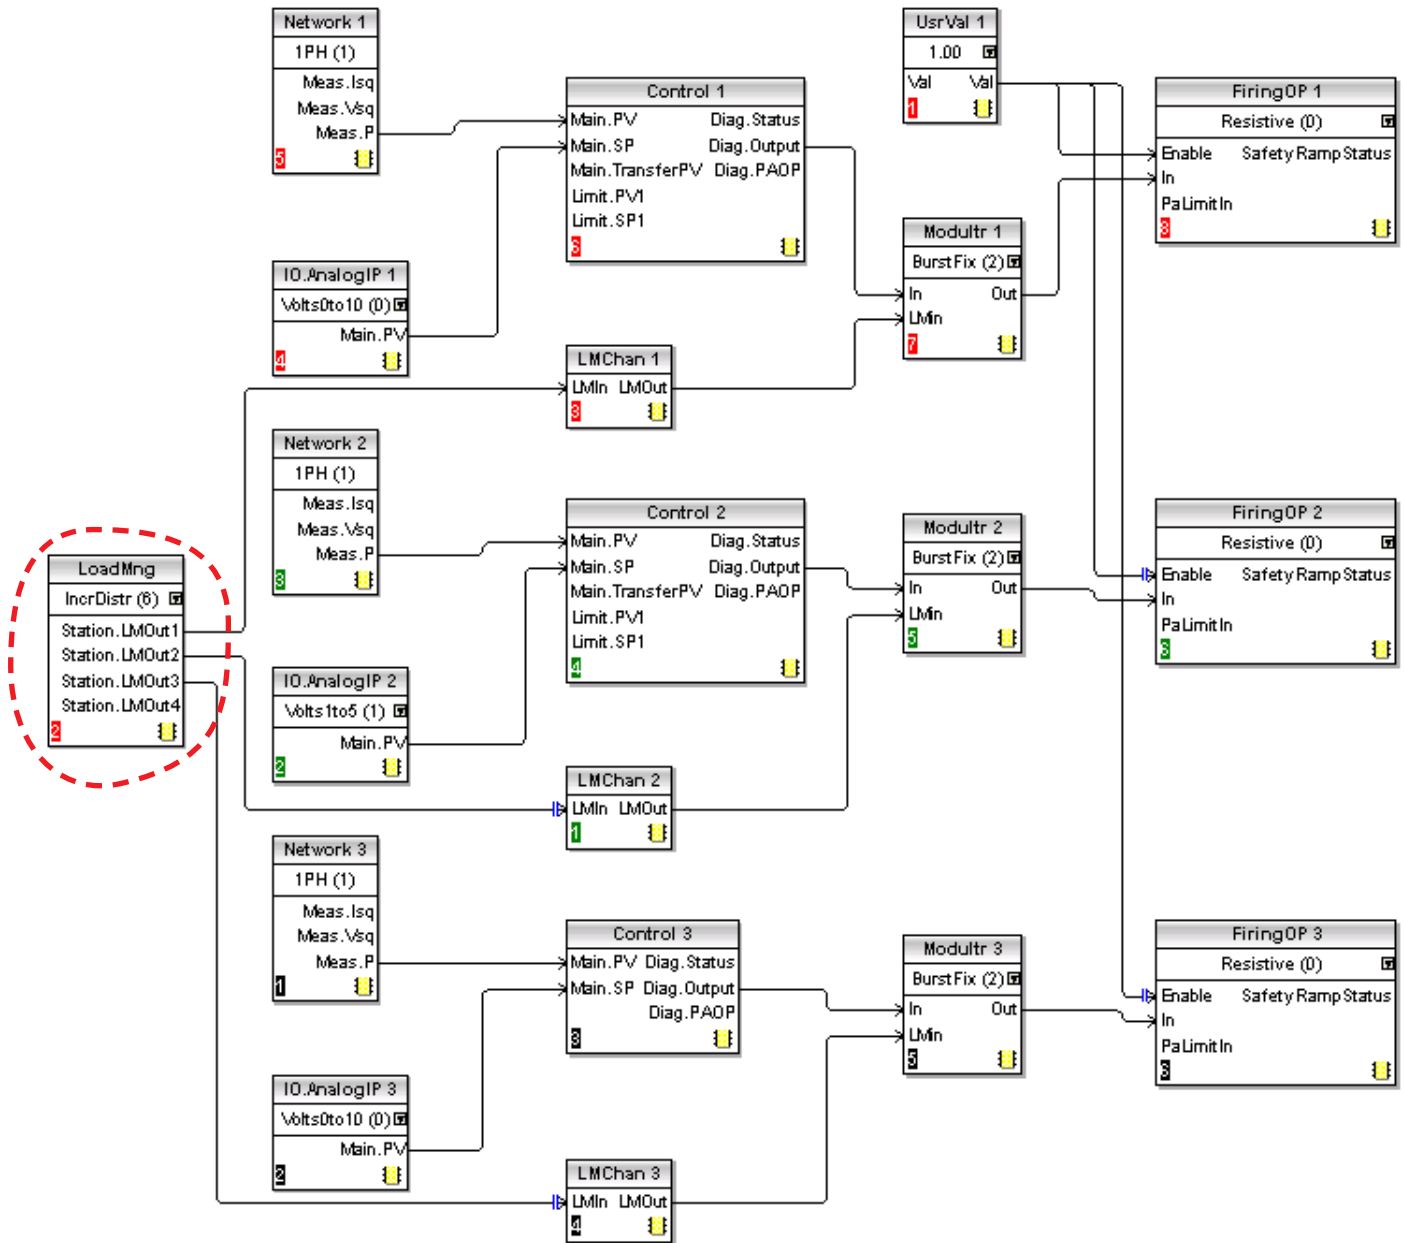 Network 1
1PH (1)
Meas.Isq
Meas.Vsq
Meas.P
5
UsrVal 1
1.00
Val Val
1
Control 1
Main.PV Diag.Status
Main.SP Diag.Output
Main.TransferPV Diag.PAOP
Limit.PV1
Limit.SP1
6
FiringOP 1
Resistive (0)
Enable Safety Ramp Status
In
PaLimitIn
8
IO.AnalogIP 1
Volts0to10 (0)
Main.PV
4
Modultr 1
BurstFix (2)
In Out
LMin
7
LMChan 1
LMIn LMOut
3
Network 2
1PH (1)
Meas.Isq
Meas.Vsq
Meas.P
3
Control 2
Main.PV Diag.Status
Main.SP Diag.Output
Main.TransferPV Diag.PAOP
Limit.PV1
Limit.SP1
4
Modultr 2
BurstFix (2)
In Out
LMin
5
FiringOP 2
Resistive (0)
Enable Safety Ramp Status
In
PaLimitIn
6
LoadMng
IncrDistr (6)
Station.LMOut1
Station.LMOut2
Station.LMOut3
Station.LMOut4
2
IO.AnalogIP 2
Volts1to5 (1)
Main.PV
2
LMChan 2
LMIn LMOut
1
Network 3
1PH (1)
Meas.Isq
Meas.Vsq
Meas.P
1
Control 3
Main.PV Diag.Status
Main.SP Diag.Output
Diag.PAOP
3
Modultr 3
BurstFix (2)
In Out
LMin
5
FiringOP 3
Resistive (0)
Enable Safety Ramp Status
In
PaLimitIn
6
IO.AnalogIP 3
Volts0to10 (0)
Main.PV
2
LMChan 3
LMIn LMOut
4